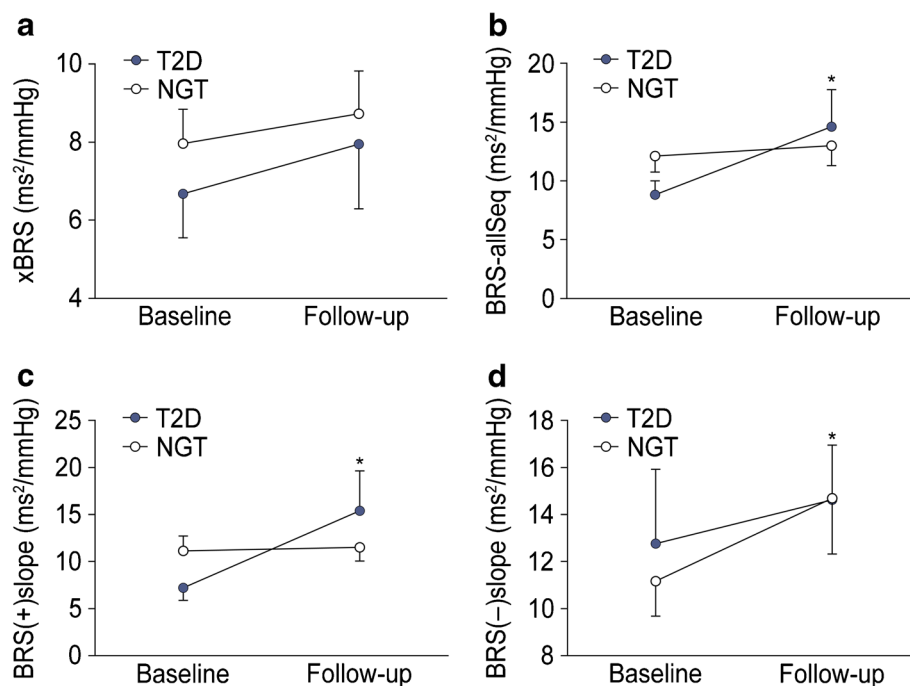 a
T2D
NGT
xBRS (ms²/mmHg)
10
8
6
4
Baseline Follow-up
b
T2D
NGT
BRS-allSeq (ms²/mmHg)
20
15
10
5
0
*
Baseline Follow-up
c
T2D
NGT
BRS(+)slope (ms²/mmHg)
25
20
15
10
5
0
*
Baseline Follow-up
d
T2D
NGT
BRS(−)slope (ms²/mmHg)
18
16
14
12
10
8
*
Baseline Follow-up